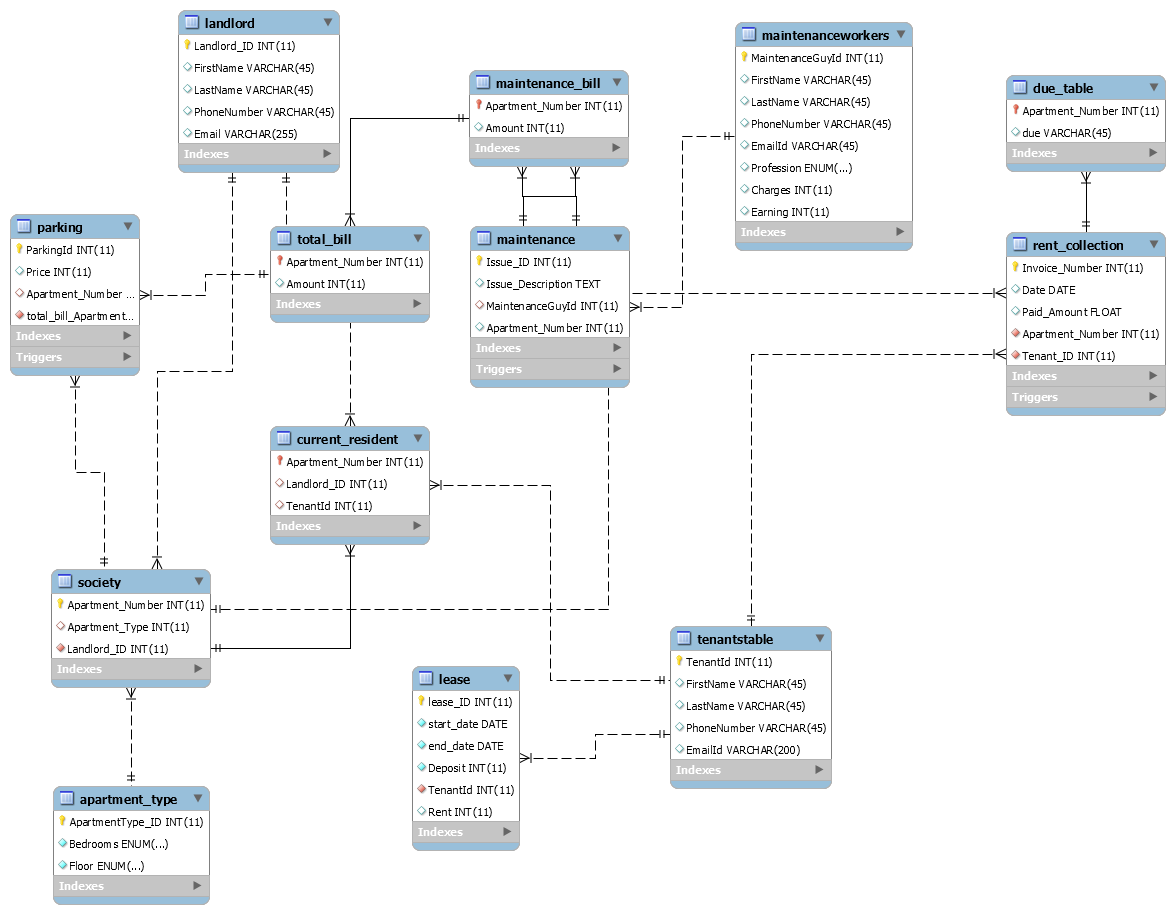 landlord
Landlord_ID INT(11)
FirstName VARCHAR(45)
LastName VARCHAR(45)
PhoneNumber VARCHAR(45)
Email VARCHAR(255)
Indexes
maintenance_bill
Apartment_Number INT(11)
Amount INT(11)
Indexes
maintenanceworkers
MaintenanceGuyId INT(11)
FirstName VARCHAR(45)
LastName VARCHAR(45)
PhoneNumber VARCHAR(45)
EmailId VARCHAR(45)
Profession ENUM(...)
Charges INT(11)
Earning INT(11)
Indexes
due_table
Apartment_Number INT(11)
due VARCHAR(45)
Indexes
parking
ParkingId INT(11)
Price INT(11)
Apartment_Number ...
total_bill_Apartment...
Indexes
Triggers
total_bill
Apartment_Number INT(11)
Amount INT(11)
Indexes
maintenance
Issue_ID INT(11)
Issue_Description TEXT
MaintenanceGuyId INT(11)
Apartment_Number INT(11)
Indexes
Triggers
rent_collection
Invoice_Number INT(11)
Date DATE
Paid_Amount FLOAT
Apartment_Number INT(11)
Tenant_ID INT(11)
Indexes
Triggers
current_resident
Apartment_Number INT(11)
Landlord_ID INT(11)
TenantId INT(11)
Indexes
society
Apartment_Number INT(11)
Apartment_Type INT(11)
Landlord_ID INT(11)
Indexes
lease
lease_ID INT(11)
start_date DATE
end_date DATE
Deposit INT(11)
TenantId INT(11)
Rent INT(11)
Indexes
tenantstable
TenantId INT(11)
FirstName VARCHAR(45)
LastName VARCHAR(45)
PhoneNumber VARCHAR(45)
EmailId VARCHAR(200)
Indexes
apartment_type
ApartmentType_ID INT(11)
Bedrooms ENUM(...)
Floor ENUM(...)
Indexes